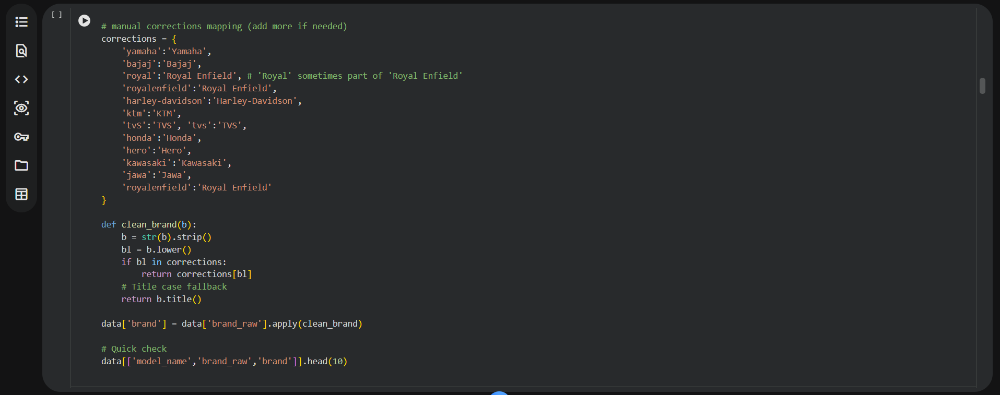 [ ]
# manual corrections mapping (add more if needed)
corrections = {
    'yamaha':'Yamaha',
    'bajaj':'Bajaj',
    'royal':'Royal Enfield', # 'Royal' sometimes part of 'Royal Enfield'
    'royalenfield':'Royal Enfield',
    'harley-davidson':'Harley-Davidson',
    'ktm':'KTM',
    'tvS':'TVS', 'tvs':'TVS',
    'honda':'Honda',
    'hero':'Hero',
    'kawasaki':'Kawasaki',
    'jawa':'Jawa',
    'royalenfield':'Royal Enfield'
}
def clean_brand(b):
    b = str(b).strip()
    bl = b.lower()
    if bl in corrections:
        return corrections[bl]
    # Title case fallback
    return b.title()
data['brand'] = data['brand_raw'].apply(clean_brand)
# Quick check
data[['model_name','brand_raw','brand']].head(10)